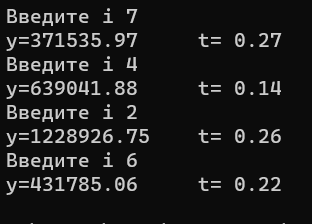 Введите i 7
y=371535.97     t= 0.27
Введите i 4
y=639041.88     t= 0.14
Введите i 2
y=1228926.75    t= 0.26
Введите i 6
y=431785.06     t= 0.22